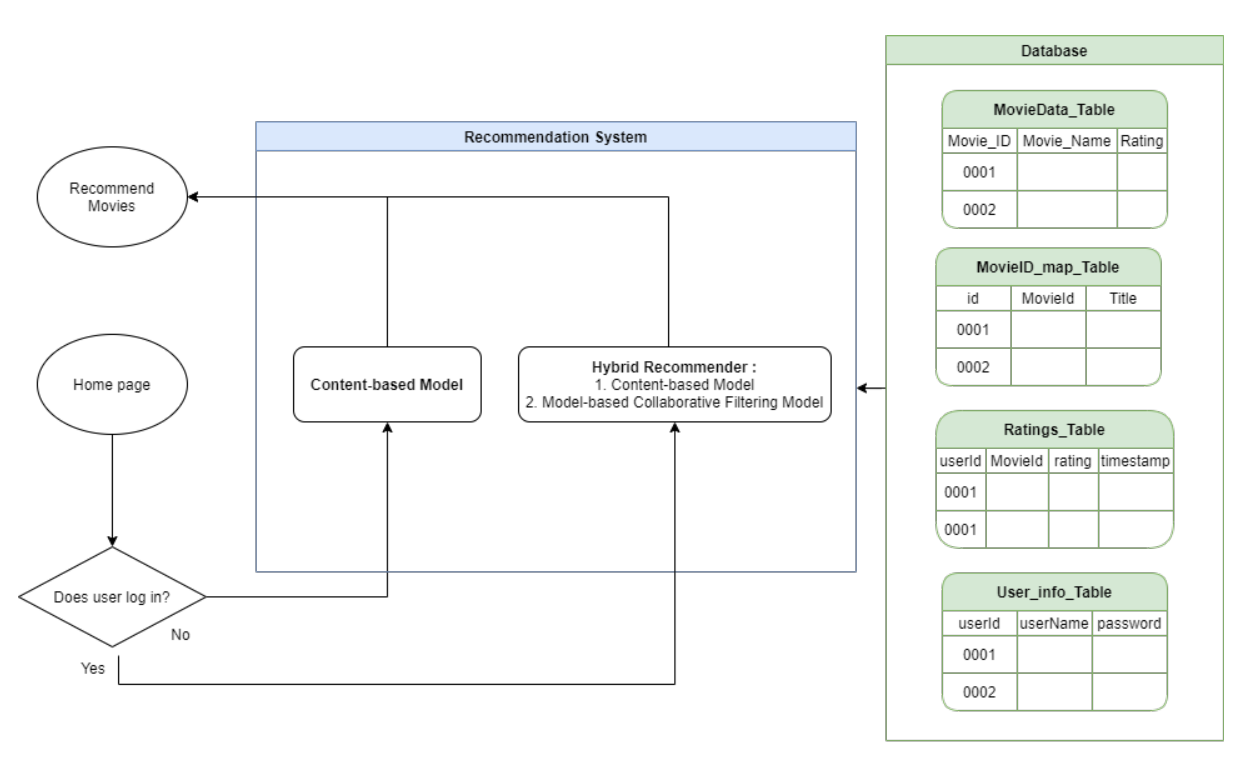 Recommend
Movies
Home page
Does user log in?
No
Yes
Recommendation System
Content-based Model
Hybrid Recommender :
1. Content-based Model
2. Model-based Collaborative Filtering Model
Database
MovieData_Table
Movie_ID Movie_Name Rating
0001
0002
MovieID_map_Table
id MovieId Title
0001
0002
Ratings_Table
userId MovieId rating timestamp
0001
0001
User_info_Table
userId userName password
0001
0002